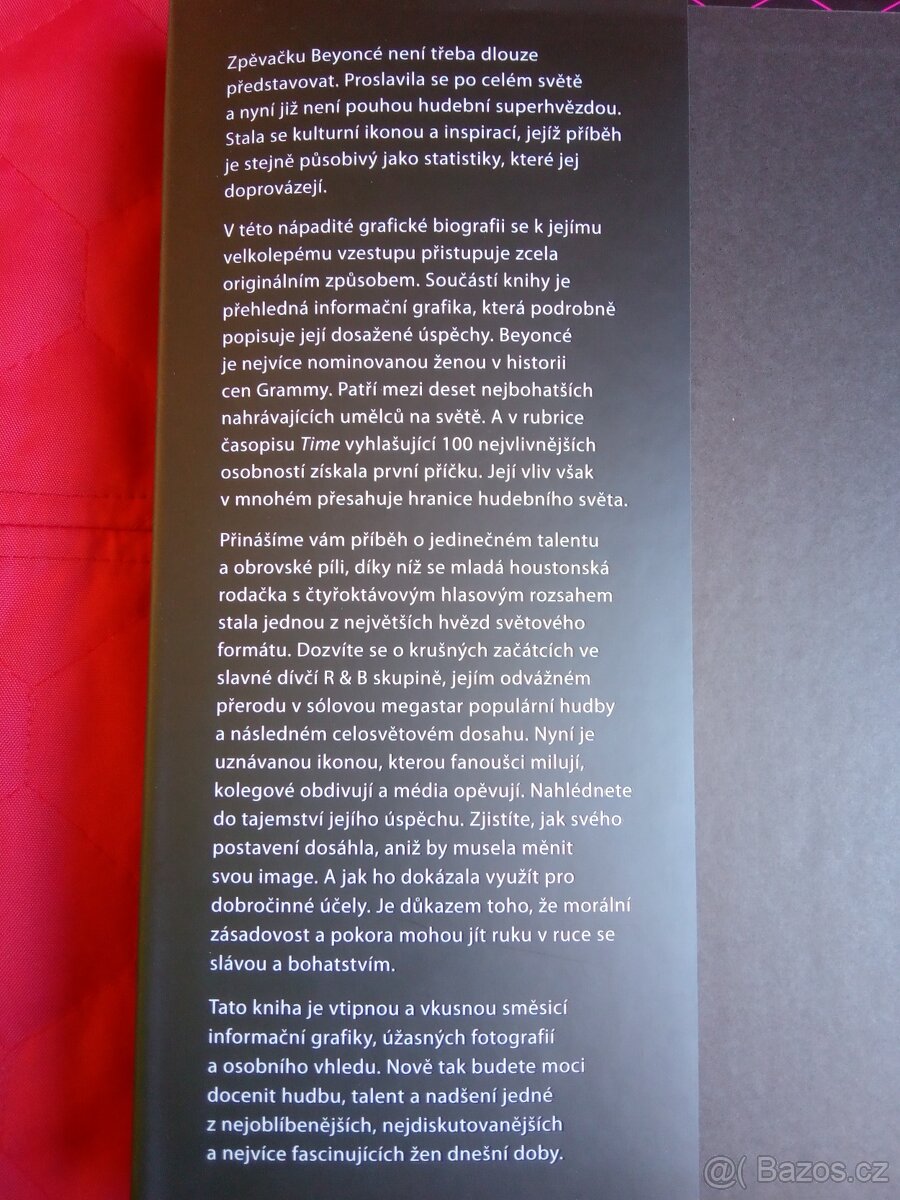 Zpěvačku Beyoncé není třeba dlouze
představovat. Proslavila se po celém světě
a nyní již není pouhou hudební superhvězdou.
Stala se kulturní ikonou a inspirací, jejíž příběh
je stejně působivý jako statistiky, které jej
doprovázejí.
V této nápadité grafické biografii se k jejímu
velkolepému vzestupu přistupuje zcela
originálním způsobem. Součástí knihy je
přehledná informační grafika, která podrobně
popisuje její dosažené úspěchy. Beyoncé
je nejvíce nominovanou ženou v historii
cen Grammy. Patří mezi deset nejbohatších
nahrávajících umělců na světě. A v rubrice
časopisu Time vyhlašující 100 nejvlivnějších
osobností získala první příčku. Její vliv však
v mnohém přesahuje hranice hudebního světa.
Přinášíme vám příběh o jedinečném talentu
a obrovské píli, díky níž se mladá houstonská
rodačka s čtyřoktávovým hlasovým rozsahem
stala jednou z největších hvězd světového
formátu. Dozvíte se o krušných začátcích ve
slavné dívčí R & B skupině, jejím odvážném
přerodu v sólovou megastar populární hudby
a následném celosvětovém dosahu. Nyní je
uznávanou ikonou, kterou fanoušci milují,
kolegové obdivují a média opěvují. Nahlédnete
do tajemství jejího úspěchu. Zjistíte, jak svého
postavení dosáhla, aniž by musela měnit
svou image. A jak ho dokázala využít pro
dobročinné účely. Je důkazem toho, že morální
zásadovost a pokora mohou jít ruku v ruce se
slávou a bohatstvím.
Tato kniha je vtipnou a vkusnou směsicí
informační grafiky, úžasných fotografií
a osobního vhledu. Nově tak budete moci
docenit hudbu, talent a nadšení jedné
z nejoblíbenějších, nejdiskutovanějších
a nejvíce fascinujících žen dnešní doby.
@( Bazos.cz